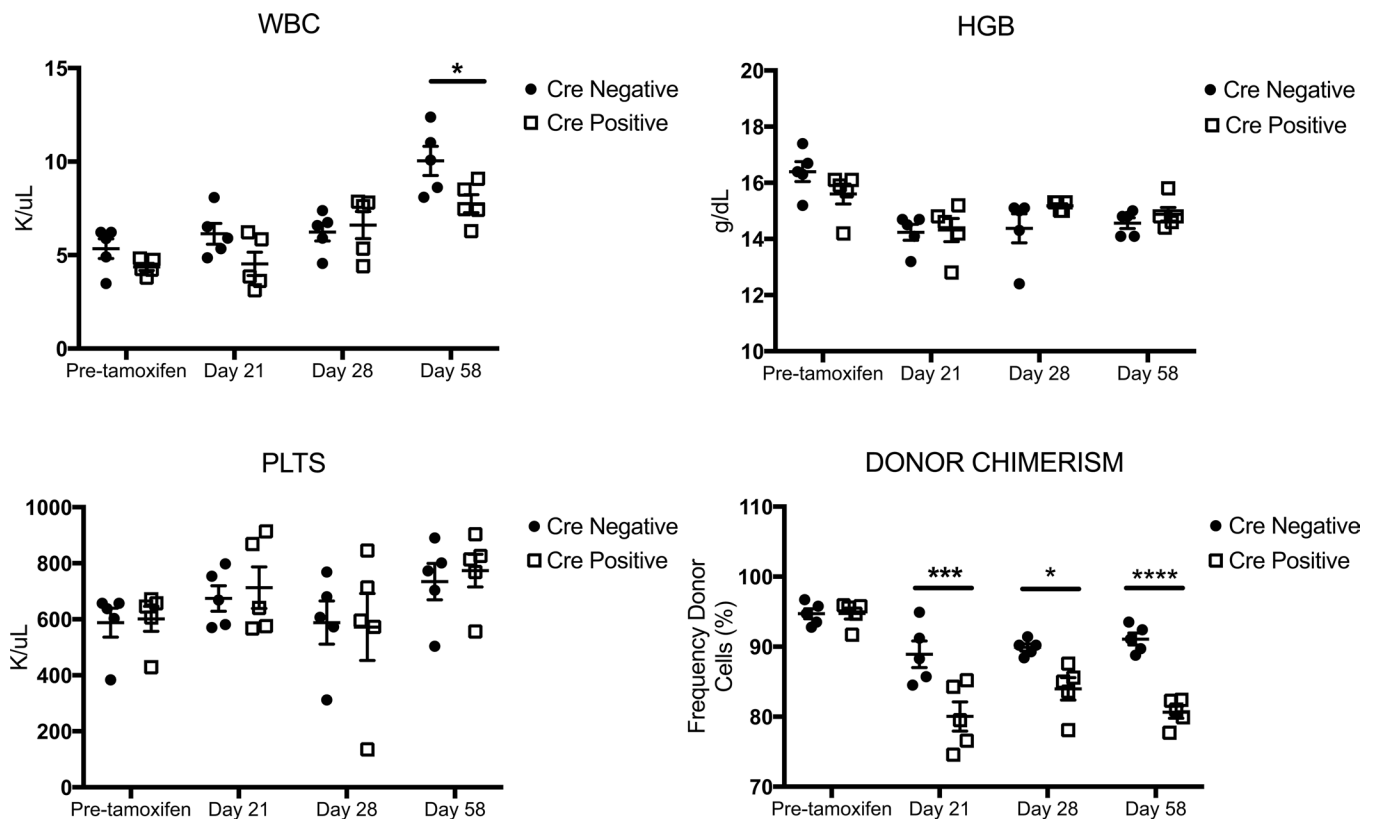 WBC
15
10
5
0
K/uL
*
Cre Negative
Cre Positive
Pre-tamoxifen Day 21 Day 28 Day 58
HGB
20
18
16
14
12
10
g/dL
Cre Negative
Cre Positive
Pre-tamoxifen Day 21 Day 28 Day 58
PLTS
1000
800
600
400
200
0
K/uL
Cre Negative
Cre Positive
Pre-tamoxifen Day 21 Day 28 Day 58
DONOR CHIMERISM
110
100
90
80
70
Frequency Donor
Cells (%)
*** * ****
Cre Negative
Cre Positive
Pre-tamoxifen Day 21 Day 28 Day 58